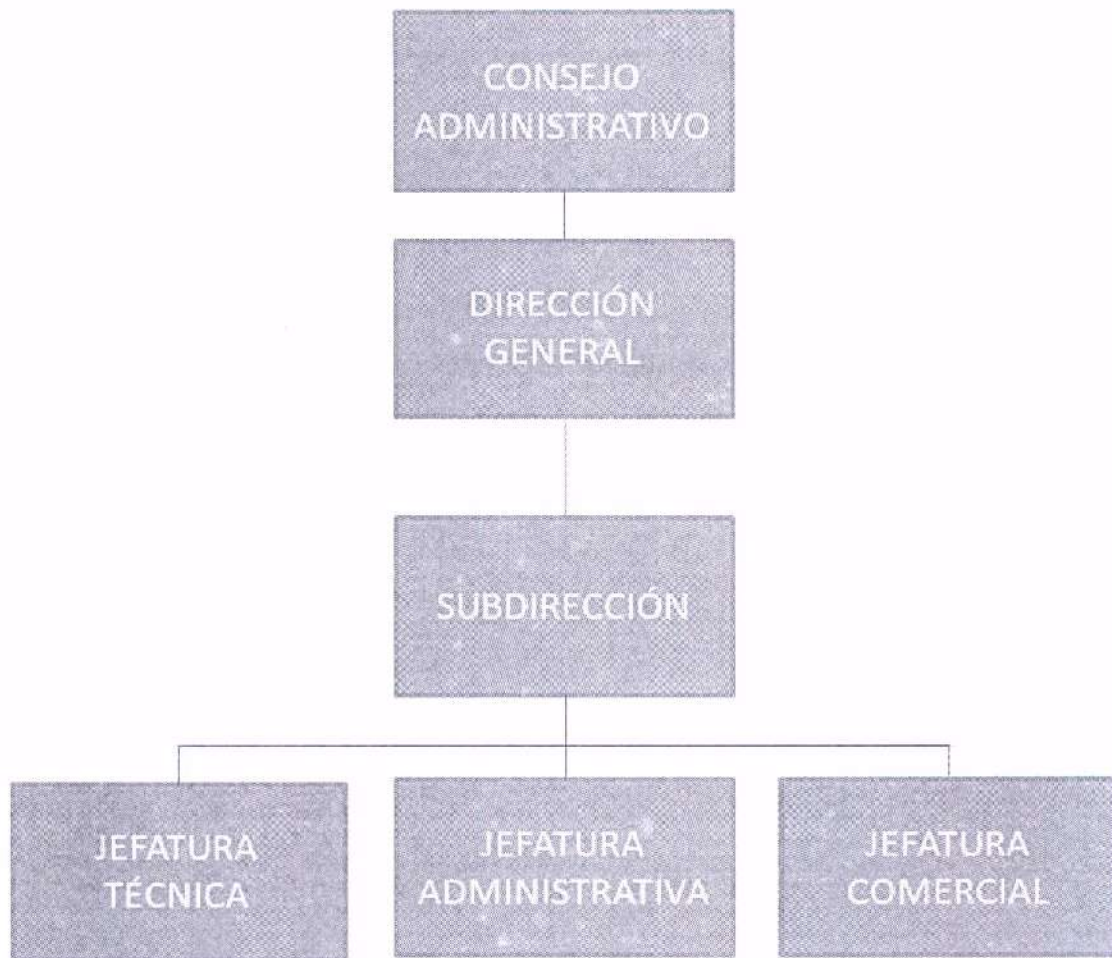 CONSEJO
ADMINISTRATIVO
DIRECCIÓN
GENERAL
SUBDIRECCIÓN
JEFATURA
TÉCNICA
JEFATURA
ADMINISTRATIVA
JEFATURA
COMERCIAL